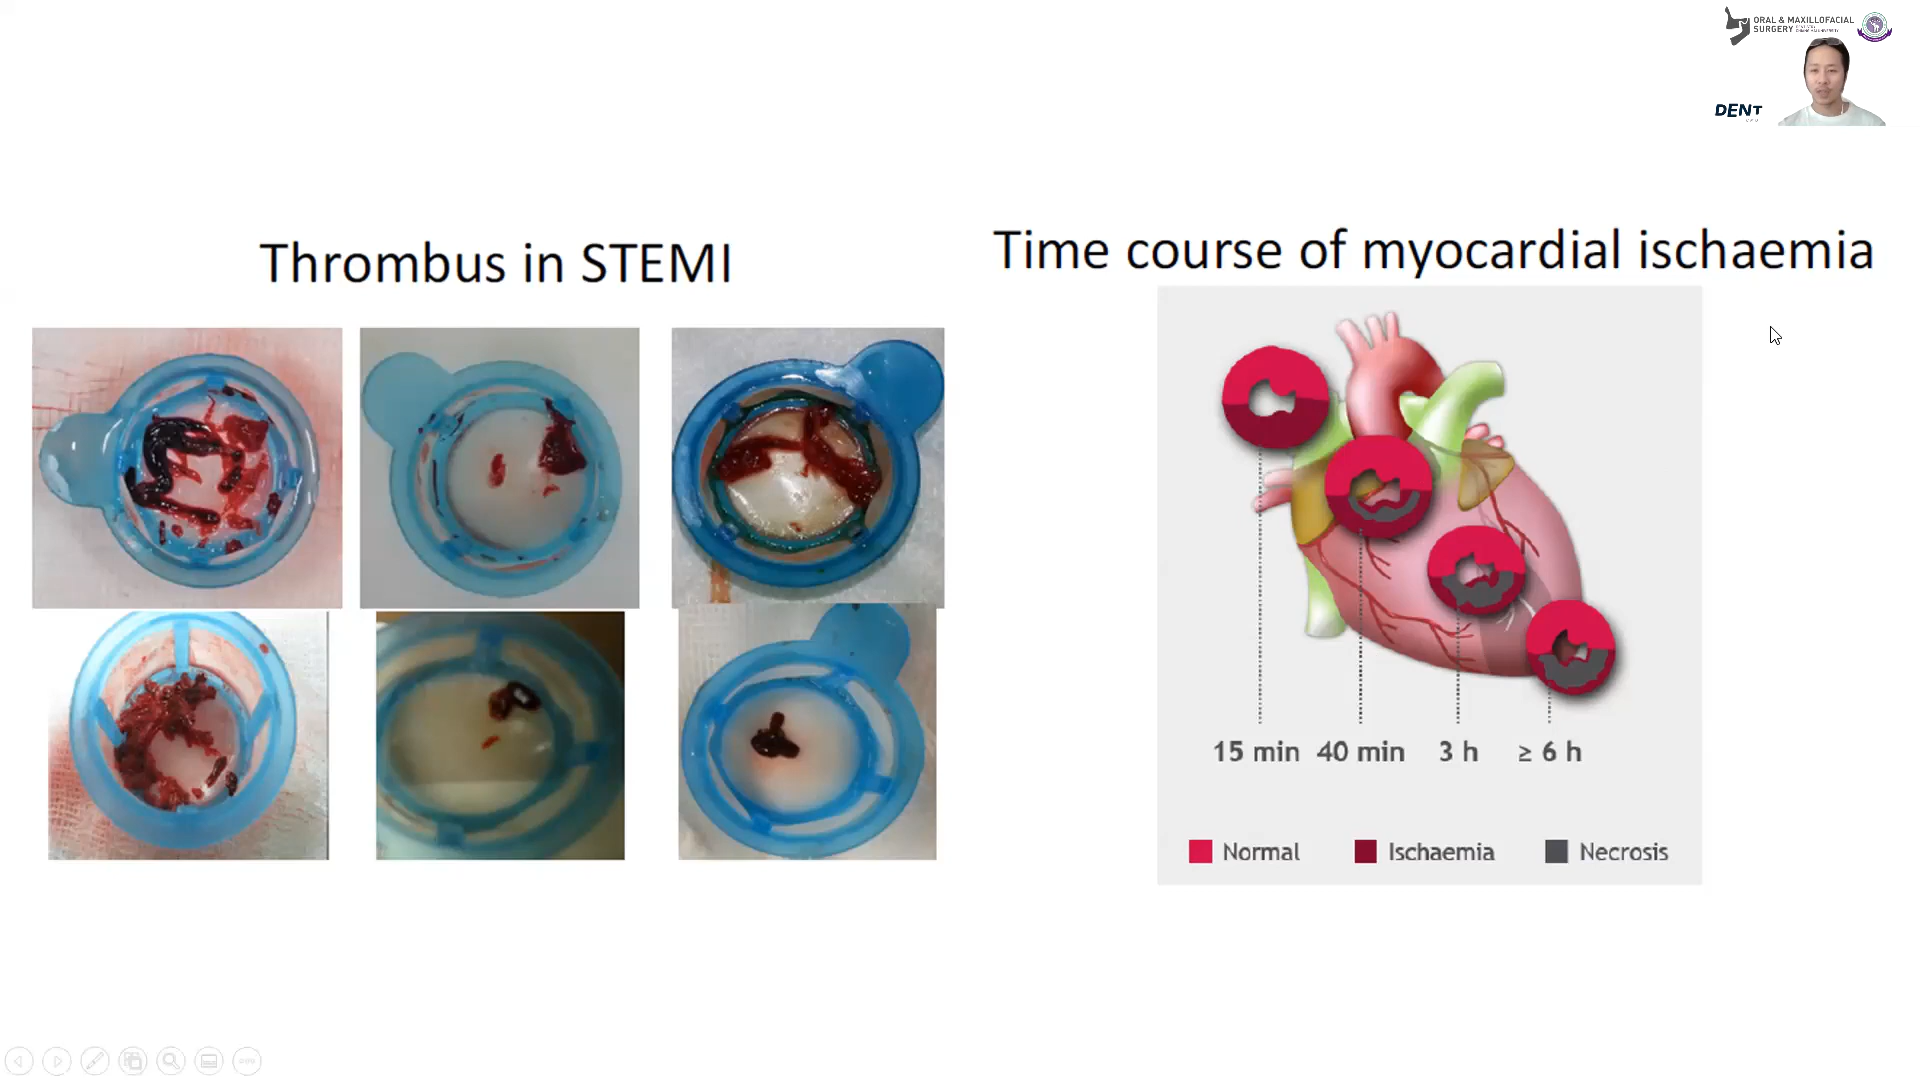 ORAL & MAXILLOFACIAL
SURGERY
DENT
Thrombus in STEMI
Time course of myocardial ischaemia
15 min 40 min 3 h ≥ 6 h
Normal Ischaemia Necrosis